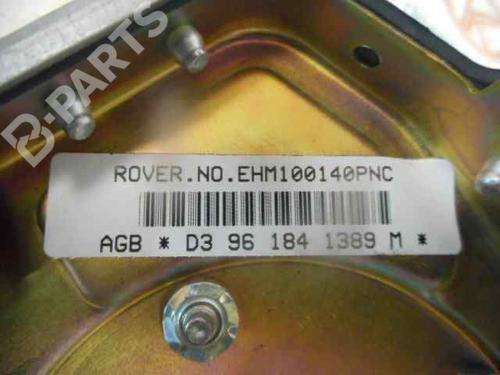 B-PARTS
ROVER.NO.EHM100140PNC
AGB * D3 96 184 1389 M *